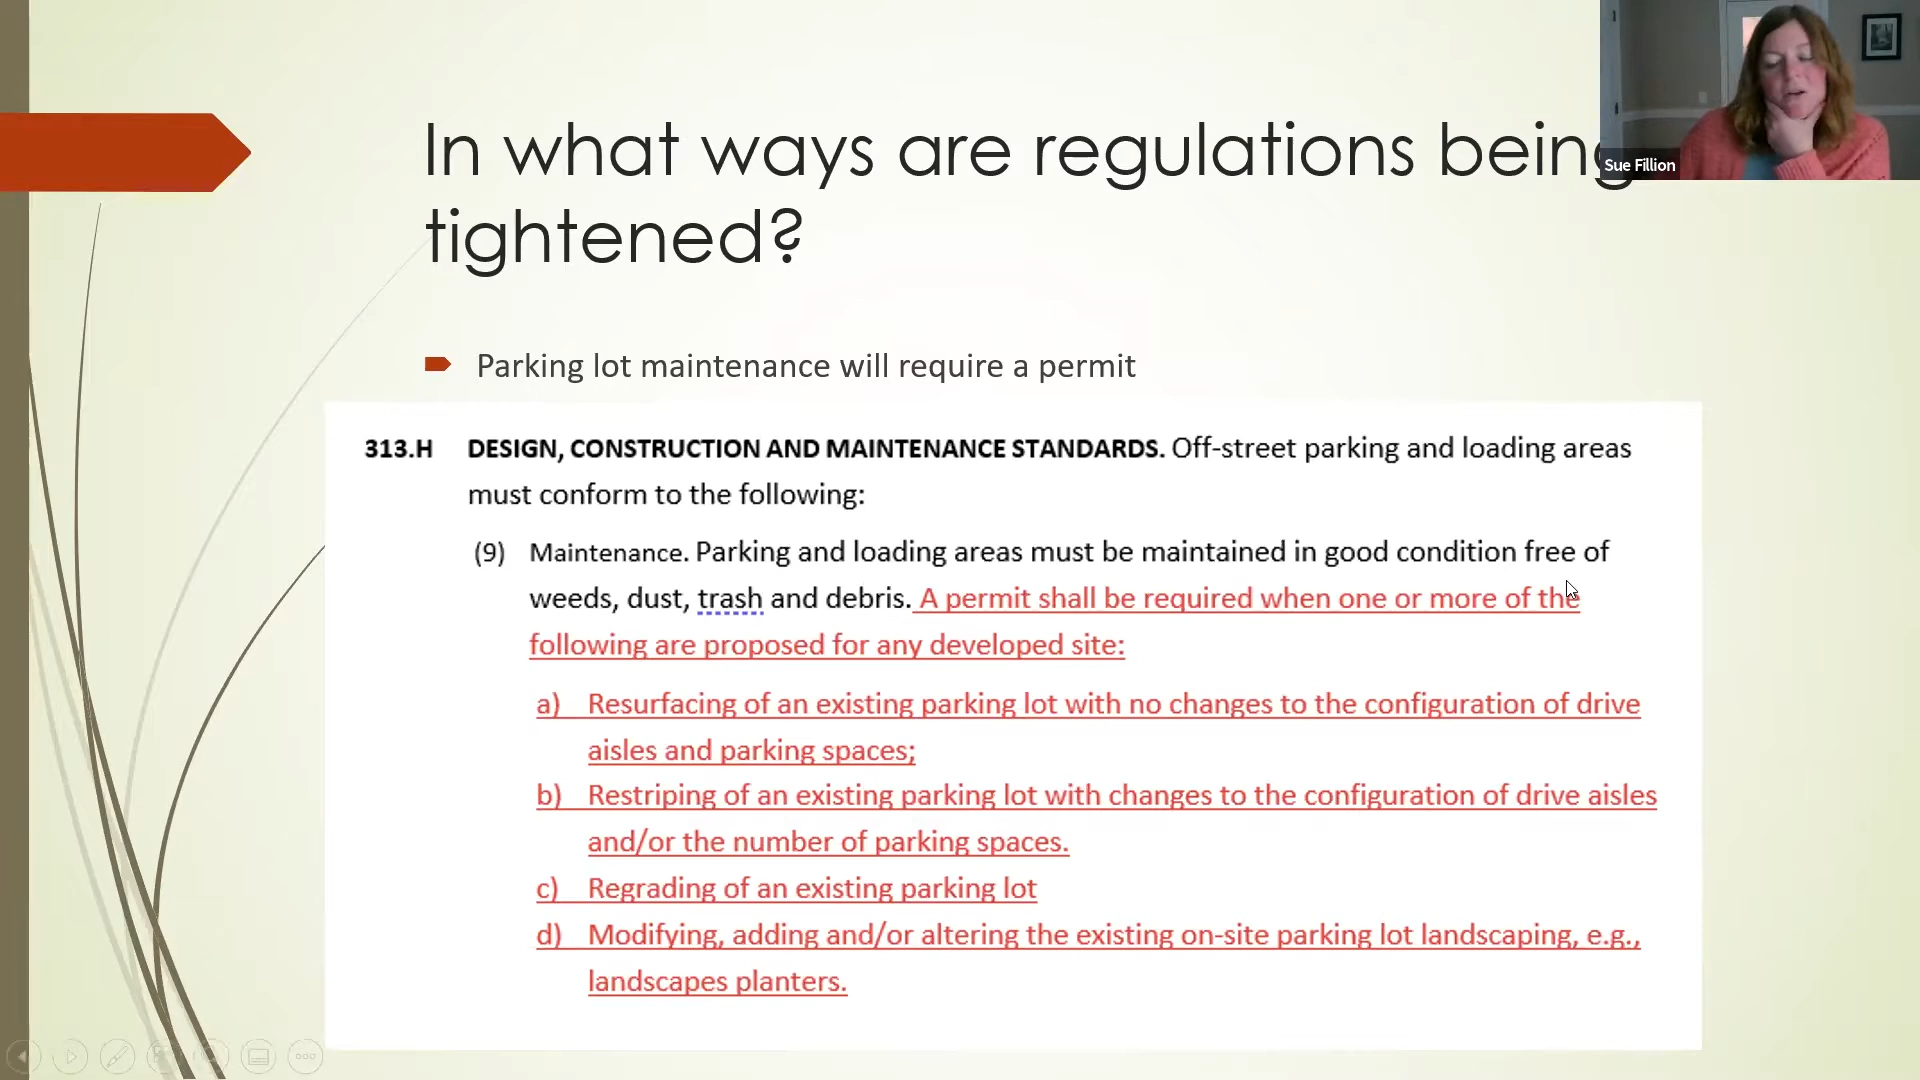 In what ways are regulations being
tightened?
Sue Fillion
Parking lot maintenance will require a permit
313.H DESIGN, CONSTRUCTION AND MAINTENANCE STANDARDS. Off-street parking and loading areas
must conform to the following:
(9) Maintenance. Parking and loading areas must be maintained in good condition free of
weeds, dust, trash and debris. A permit shall be required when one or more of the
following are proposed for any developed site:
a) Resurfacing of an existing parking lot with no changes to the configuration of drive
aisles and parking spaces;
b) Restriping of an existing parking lot with changes to the configuration of drive aisles
and/or the number of parking spaces.
c) Regrading of an existing parking lot
d) Modifying, adding and/or altering the existing on-site parking lot landscaping, e.g.,
landscapes planters.